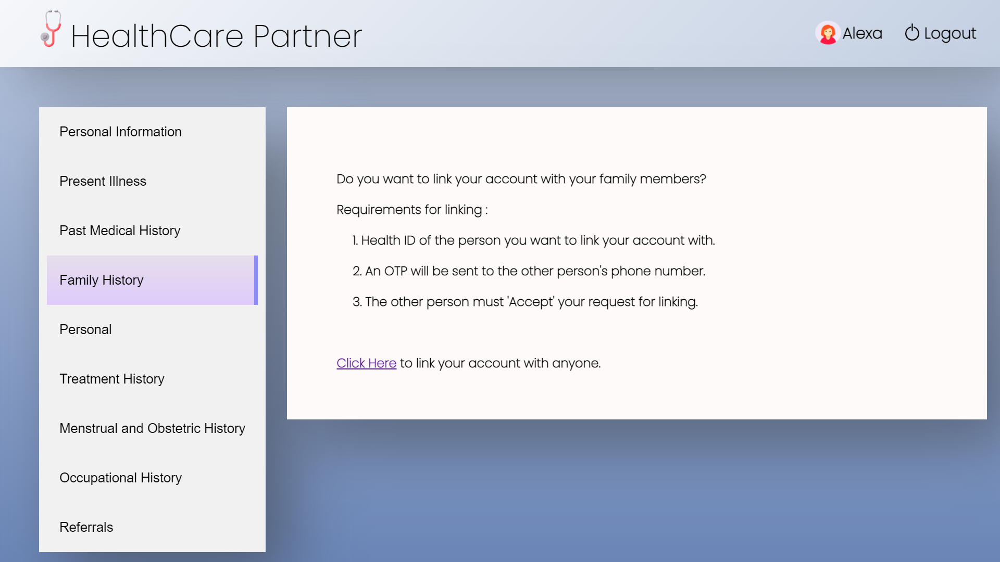 HealthCare Partner
Alexa
Logout
Personal Information
Present Illness
Past Medical History
Family History
Personal
Treatment History
Menstrual and Obstetric History
Occupational History
Referrals
Do you want to link your account with your family members?
Requirements for linking :
1. Health ID of the person you want to link your account with.
2. An OTP will be sent to the other person's phone number.
3. The other person must 'Accept' your request for linking.
Click Here to link your account with anyone.